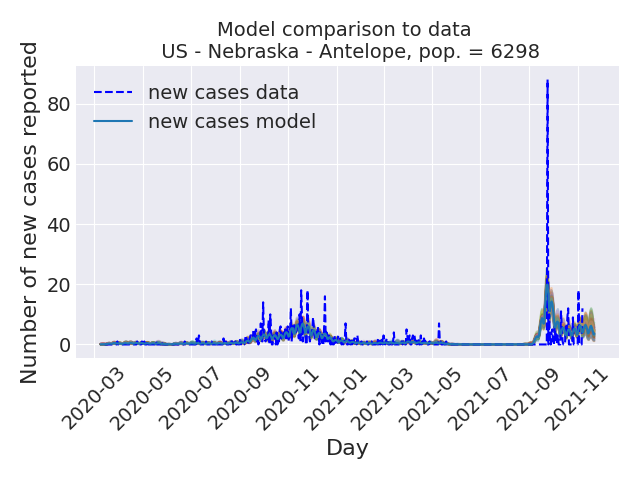 Model comparison to data
US - Nebraska - Antelope, pop. = 6298
Number of new cases reported
80
60
40
20
0
new cases data
new cases model
2020-03
2020-05
2020-07
2020-09
2020-11
2021-01
2021-03
2021-05
2021-07
2021-09
2021-11
Day